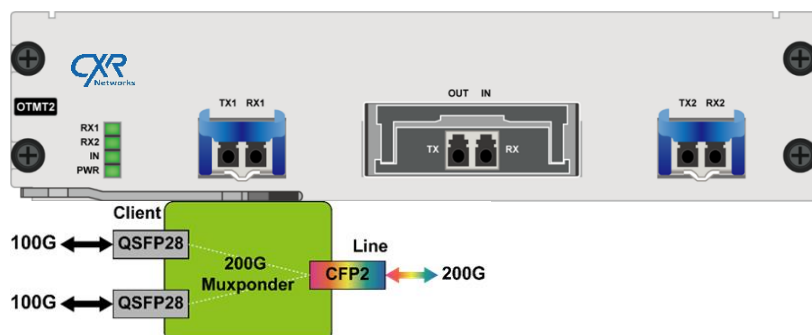 CXR
Networks
OTMT2
RX1
RX2
IN
PWR
TX1 RX1
OUT IN
TX RX
TX2 RX2
Client
100G QSFP28
200G
Muxponder
Line
CFP2 200G
100G QSFP28